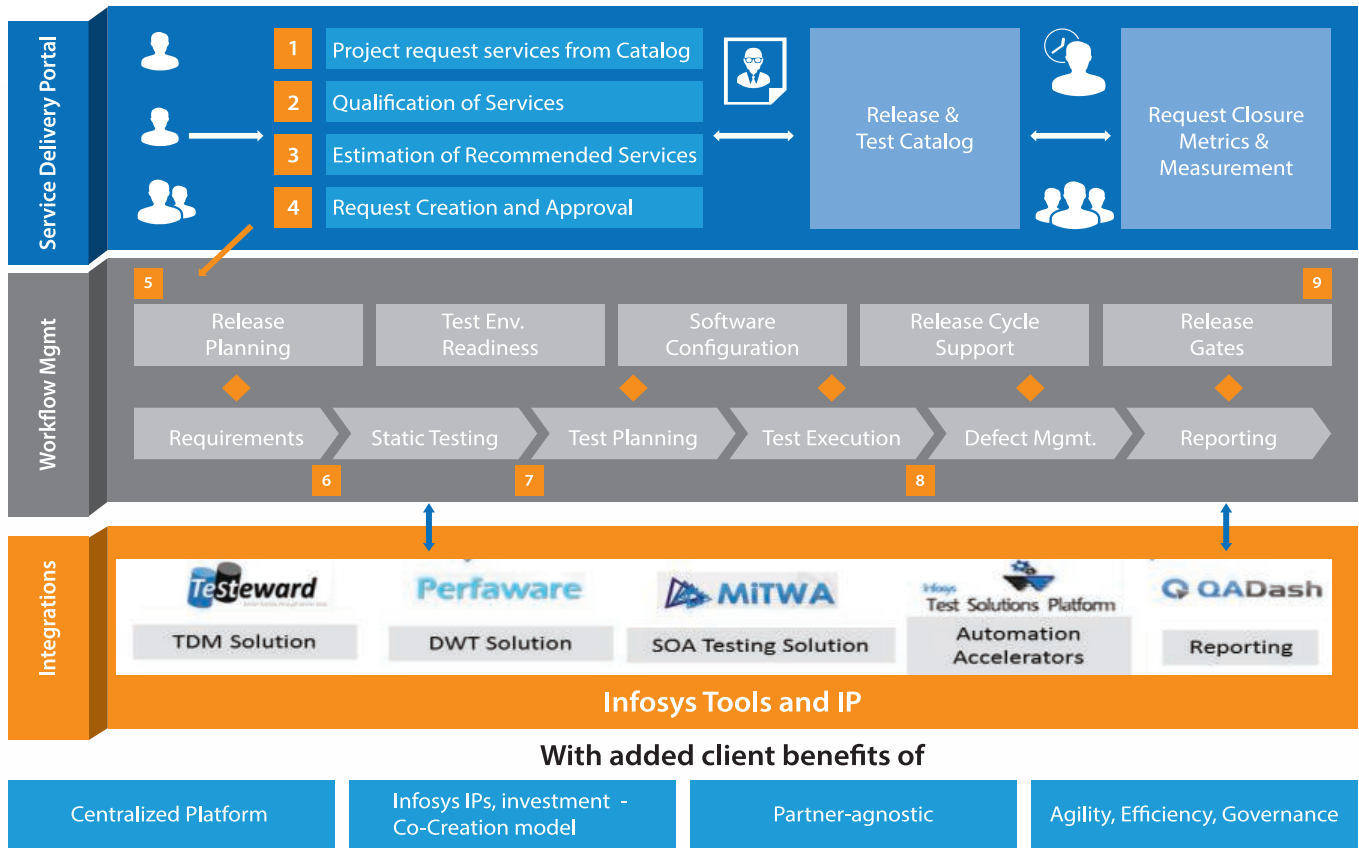 Service Delivery Portal
1
Project request services from Catalog
2
Qualification of Services
3
Estimation of Recommended Services
4
Request Creation and Approval
Release &
Test Catalog
Request Closure
Metrics &
Measurement
Workflow Mgmt
5
9
Release
Planning
Test Env.
Readiness
Software
Configuration
Release Cycle
Support
Release
Gates
Requirements
Static Testing
Test Planning
Test Execution
Defect Mgmt.
Reporting
6
7
8
Integrations
Testeward
TDM Solution
Perfaware
DWT Solution
MiTWA
SOA Testing Solution
Infosys
Test Solutions Platform
Automation
Accelerators
QADash
Reporting
Infosys Tools and IP
With added client benefits of
Centralized Platform
Infosys IPs, investment -
Co-Creation model
Partner-agnostic
Agility, Efficiency, Governance